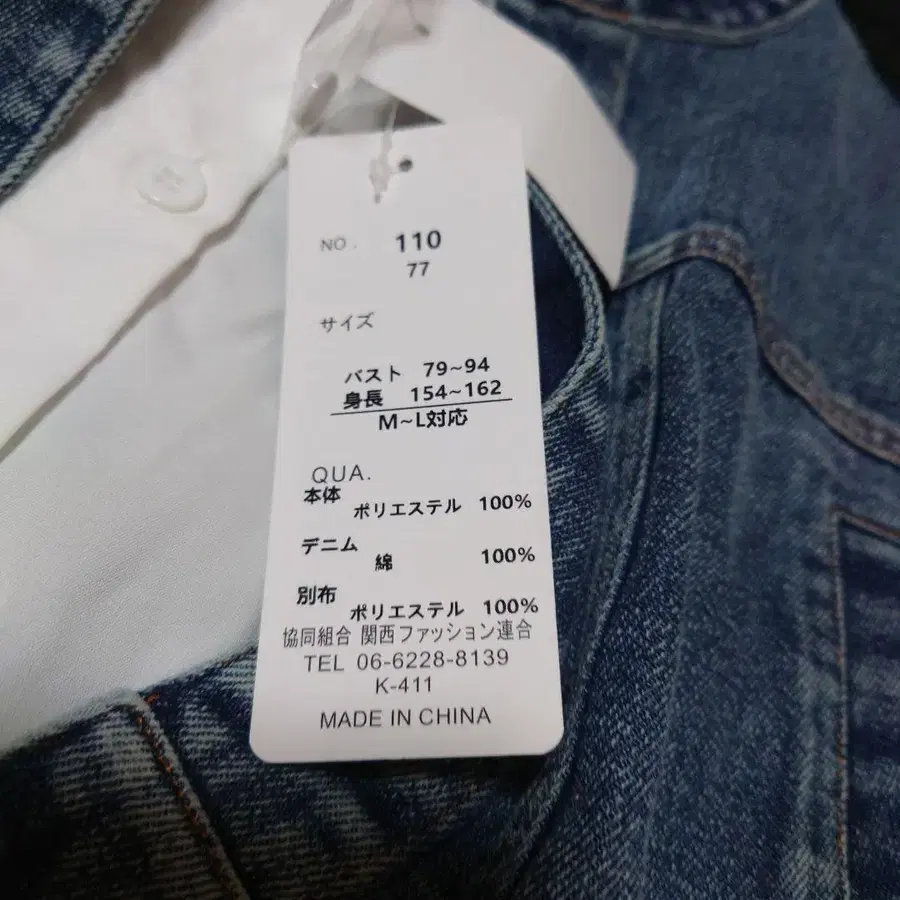 NO. 110
77
サイズ
バスト 79~94
身長 154~162
M~L対応
QUA.
本体
ポリエステル 100%
デニム
綿 100%
別布
ポリエステル 100%
協同組合 関西ファッション連合
TEL 06-6228-8139
K-411
MADE IN CHINA